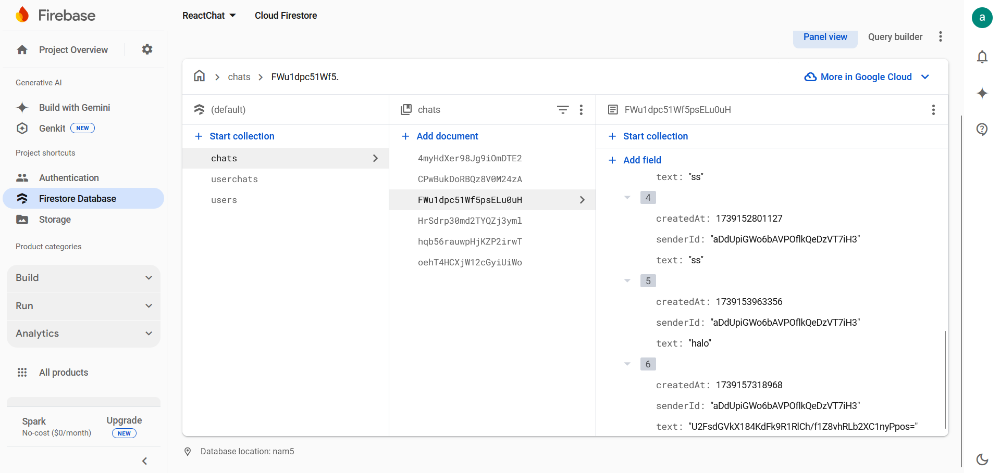 Firebase
ReactChat
Cloud Firestore
a
Project Overview
Panel view
Query builder
Generative AI
chats
FWu1dpc51Wf5..
More in Google Cloud
Build with Gemini
Genkit
NEW
Project shortcuts
Authentication
Firestore Database
Storage
Product categories
Build
Run
Analytics
All products
Spark
No-cost ($0/month)
Upgrade
NEW
(default)
Start collection
chats
userchats
users
chats
Add document
4myHdXer98Jg9iOmDTE2
CPwBukDoRBQz8V0M24zA
FWu1dpc51Wf5psELu0uH
HrSdrp30md2TYQZj3yml
hqb56rauwpHjKZP2irwT
oehT4HCXjW12cGyiUiWo
FWu1dpc51Wf5psELu0uH
Start collection
Add field
text: "ss"
4
createdAt: 1739152801127
senderId: "aDdUpiGWo6bAVPOflkQeDzVT7iH3"
text: "ss"
5
createdAt: 1739153963356
senderId: "aDdUpiGWo6bAVPOflkQeDzVT7iH3"
text: "halo"
6
createdAt: 1739157318968
senderId: "aDdUpiGWo6bAVPOflkQeDzVT7iH3"
text: "U2FsdGVkX184KdFk9R1RlCh/f1Z8vhRLb2XC1nyPpos="
Database location: nam5